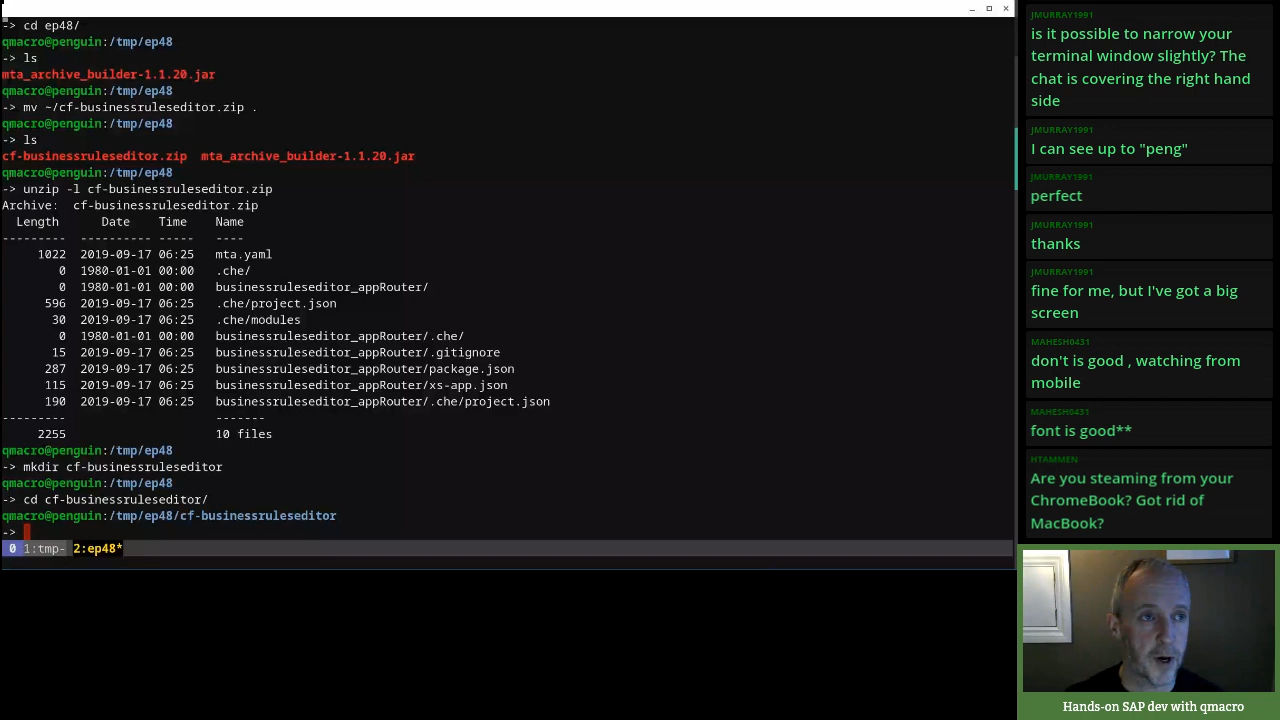 -> cd ep48/
qmacro@penguin:/tmp/ep48
-> ls
mta_archive_builder-1.1.20.jar
qmacro@penguin:/tmp/ep48
-> mv ~/cf-businessruleseditor.zip .
qmacro@penguin:/tmp/ep48
-> ls
cf-businessruleseditor.zip  mta_archive_builder-1.1.20.jar
qmacro@penguin:/tmp/ep48
-> unzip -l cf-businessruleseditor.zip
Archive:  cf-businessruleseditor.zip
  Length      Date    Time    Name
---------  ---------- -----   ----
     1022  2019-09-17 06:25   mta.yaml
        0  1980-01-01 00:00   .che/
        0  1980-01-01 00:00   businessruleseditor_appRouter/
      596  2019-09-17 06:25   .che/project.json
       30  2019-09-17 06:25   .che/modules
        0  1980-01-01 00:00   businessruleseditor_appRouter/.che/
       15  2019-09-17 06:25   businessruleseditor_appRouter/.gitignore
      287  2019-09-17 06:25   businessruleseditor_appRouter/package.json
      115  2019-09-17 06:25   businessruleseditor_appRouter/xs-app.json
      190  2019-09-17 06:25   businessruleseditor_appRouter/.che/project.json
---------                     -------
     2255                     10 files
qmacro@penguin:/tmp/ep48
-> mkdir cf-businessruleseditor
qmacro@penguin:/tmp/ep48
-> cd cf-businessruleseditor/
qmacro@penguin:/tmp/ep48/cf-businessruleseditor
->
0 1:tmp- 2:ep48*
JMURRAY1991
is it possible to narrow your
terminal window slightly? The
chat is covering the right hand
side
JMURRAY1991
I can see up to "peng"
JMURRAY1991
perfect
JMURRAY1991
thanks
JMURRAY1991
fine for me, but I've got a big
screen
MAHESH0431
don't is good , watching from
mobile
MAHESH0431
font is good**
HTAMMEN
Are you steaming from your
ChromeBook? Got rid of
MacBook?
Hands-on SAP dev with qmacro